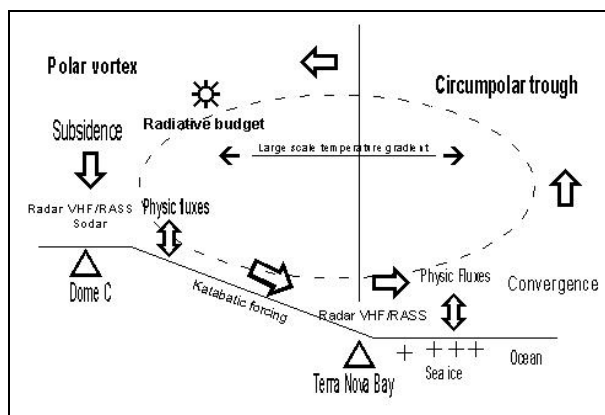 Polar vortex
Circumpolar trough
Radiative budget
Subsidence
Large scale temperature gradient
Radar VHF/RASS
Sodar
Physic fluxes
Dome C
Katabatic forcing
Physic Fluxes
Convergence
Radar VHF/RASS
Terra Nova Bay
Sea ice
Ocean